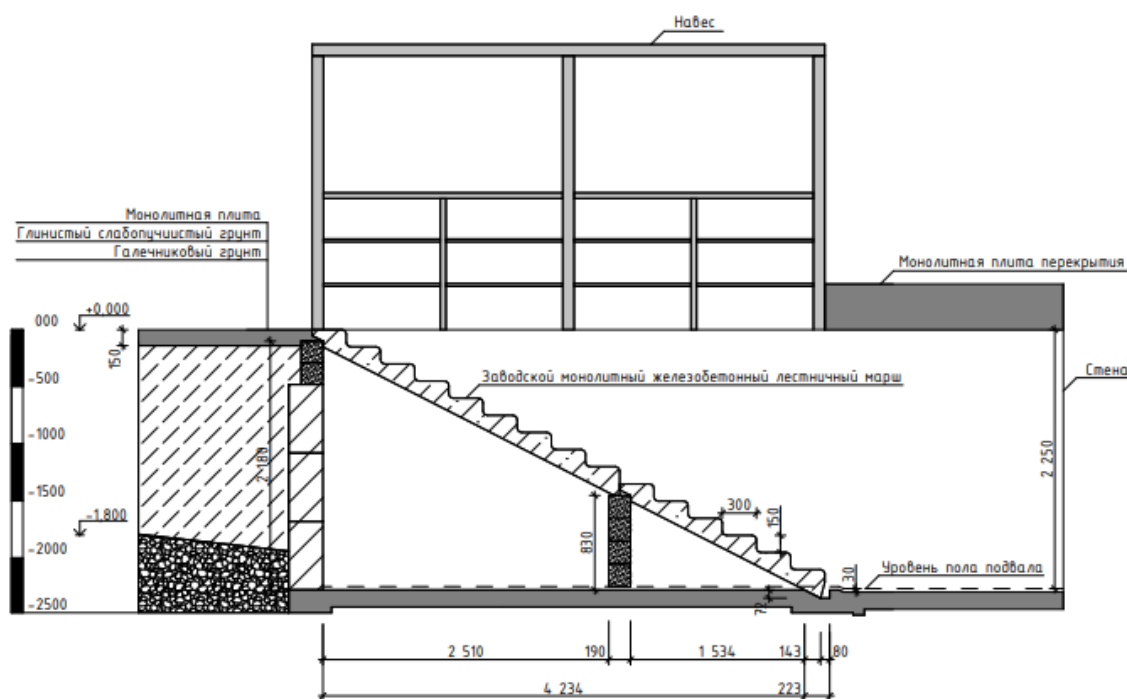 Навес
Монолитная плита
Глинистый слабопучиистый грунт
Галечниковый грунт
Монолитная плита перекрытия
000
+0,000
150
-500
Заводской монолитный железобетонный лестничный марш
Стена
-1000
2 180
2 250
-1500
300
150
-1,800
830
-2000
30
Уровень пола подвала
72
-2500
2 510
190
1 534
143
80
4 234
223